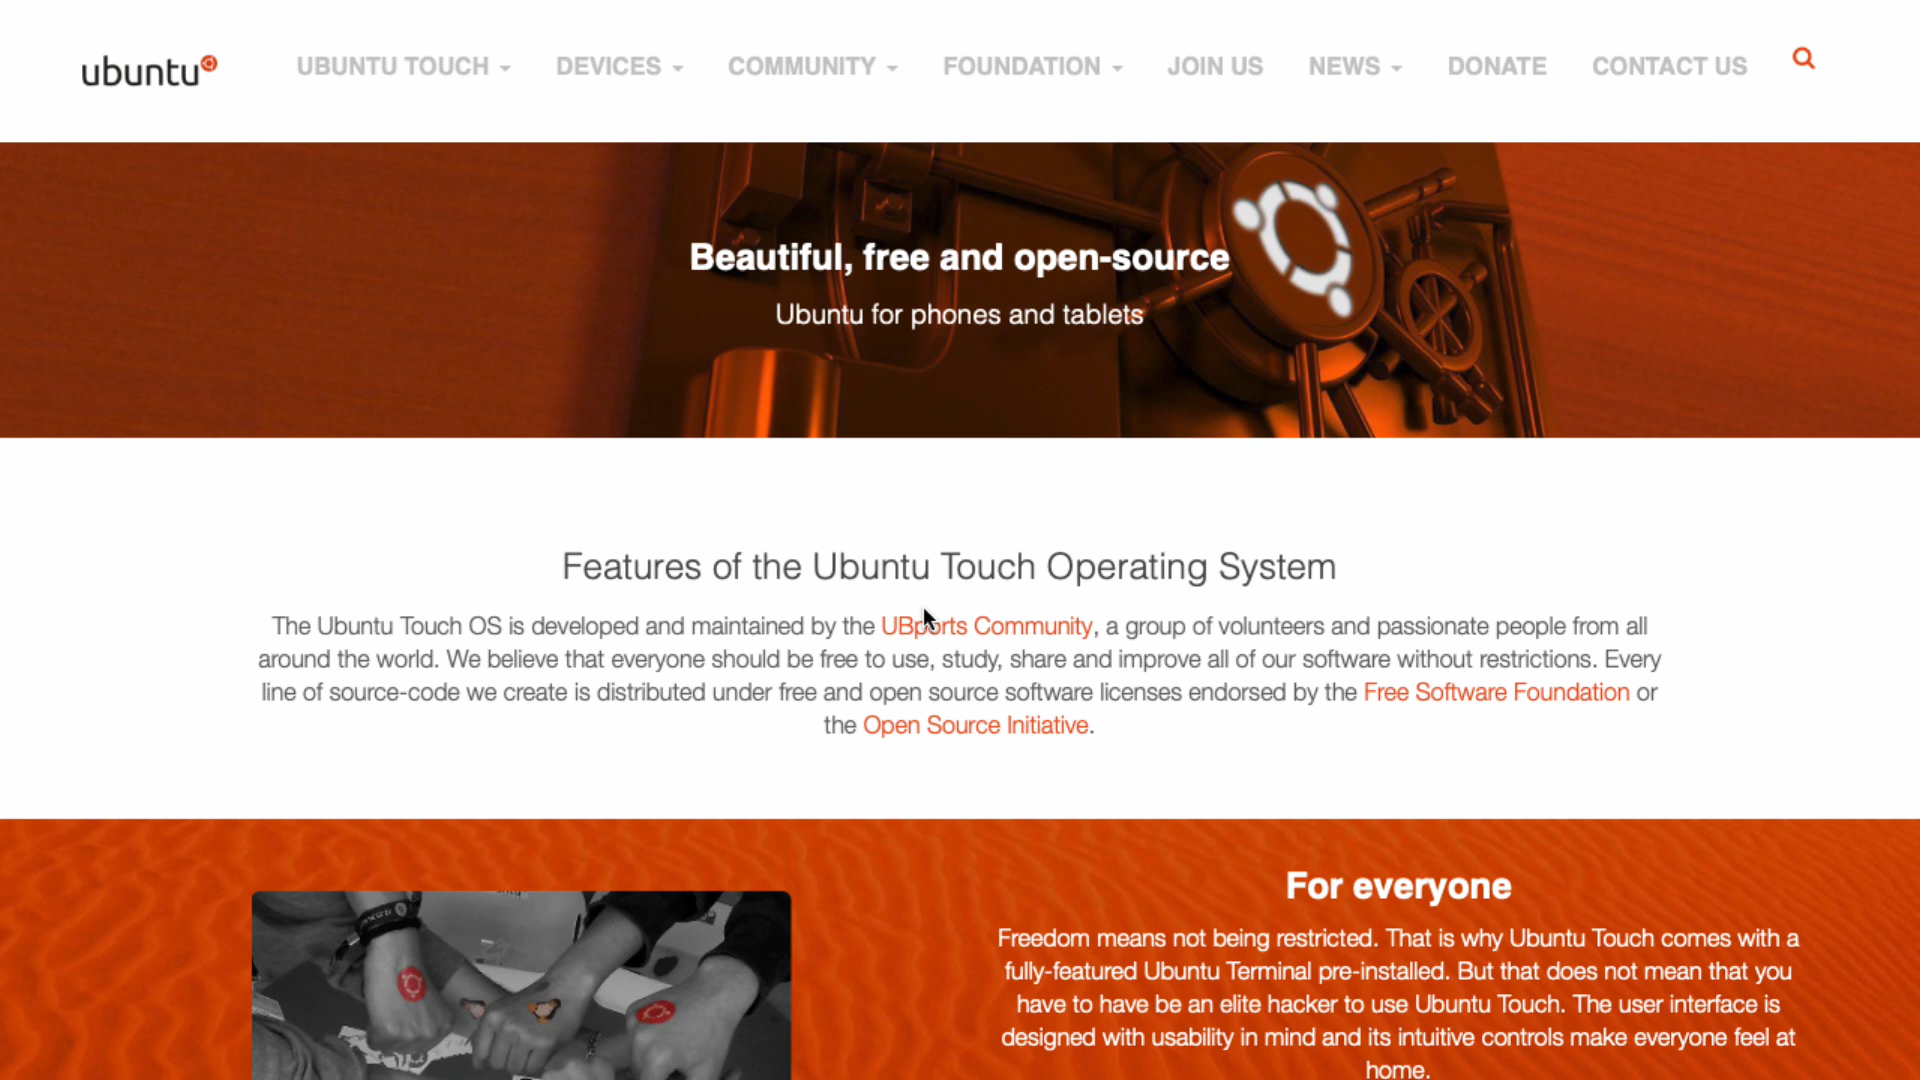 ubuntu
UBUNTU TOUCH
DEVICES
COMMUNITY
FOUNDATION
JOIN US
NEWS
DONATE
CONTACT US
Beautiful, free and open-source
Ubuntu for phones and tablets
Features of the Ubuntu Touch Operating System
The Ubuntu Touch OS is developed and maintained by the UBports Community, a group of volunteers and passionate people from all
around the world. We believe that everyone should be free to use, study, share and improve all of our software without restrictions. Every
line of source-code we create is distributed under free and open source software licenses endorsed by the Free Software Foundation or
the Open Source Initiative.
For everyone
Freedom means not being restricted. That is why Ubuntu Touch comes with a
fully-featured Ubuntu Terminal pre-installed. But that does not mean that you
have to have be an elite hacker to use Ubuntu Touch. The user interface is
designed with usability in mind and its intuitive controls make everyone feel at
home.